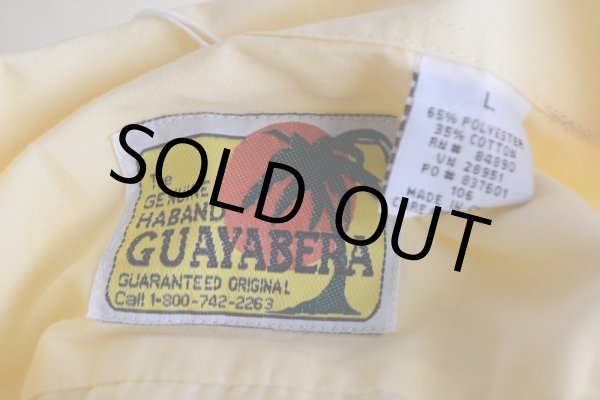 The
GENUINE
HABAND
GUAYABERA
GUARANTEED ORIGINAL
Call 1-800-742-2263
SOLD OUT
L
65% POLYESTER
35% COTTON
RN# 84890
VN 28951
PO# 837601
106
MADE IN